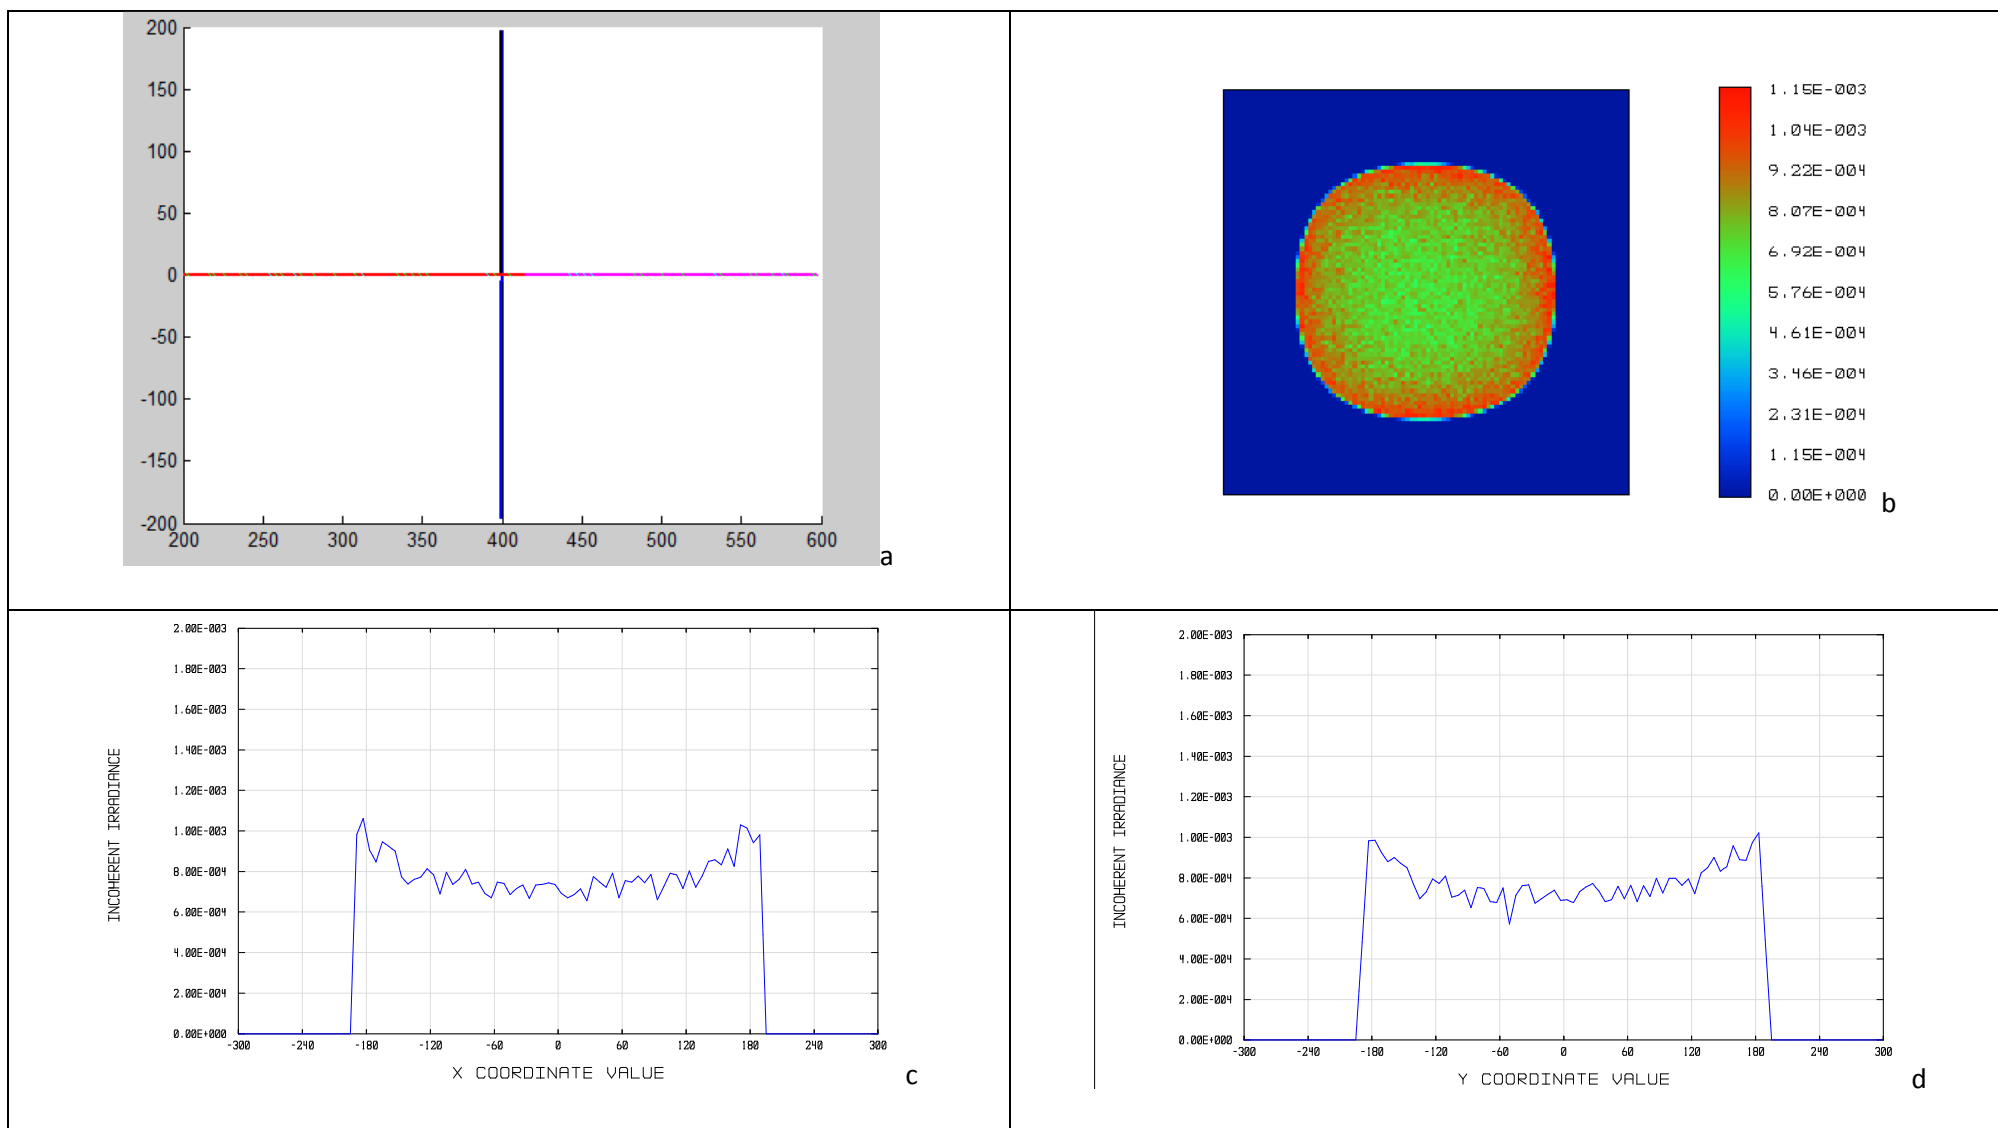 200
150
100
50
0
-50
-100
-150
-200
200 250 300 350 400 450 500 550 600
a
1.15E-003
1.04E-003
9.22E-004
8.07E-004
6.92E-004
5.76E-004
4.61E-004
3.46E-004
2.31E-004
1.15E-004
0.00E+000
b
2.00E-003
1.80E-003
1.60E-003
1.40E-003
1.20E-003
1.00E-003
8.00E-004
6.00E-004
4.00E-004
2.00E-004
0.00E+000
INCOHERENT IRRADIANCE
-300 -240 -180 -120 -60 0 60 120 180 240 300
X COORDINATE VALUE
c
2.00E-003
1.80E-003
1.60E-003
1.40E-003
1.20E-003
1.00E-003
8.00E-004
6.00E-004
4.00E-004
2.00E-004
0.00E+000
INCOHERENT IRRADIANCE
-300 -240 -180 -120 -60 0 60 120 180 240 300
Y COORDINATE VALUE
d